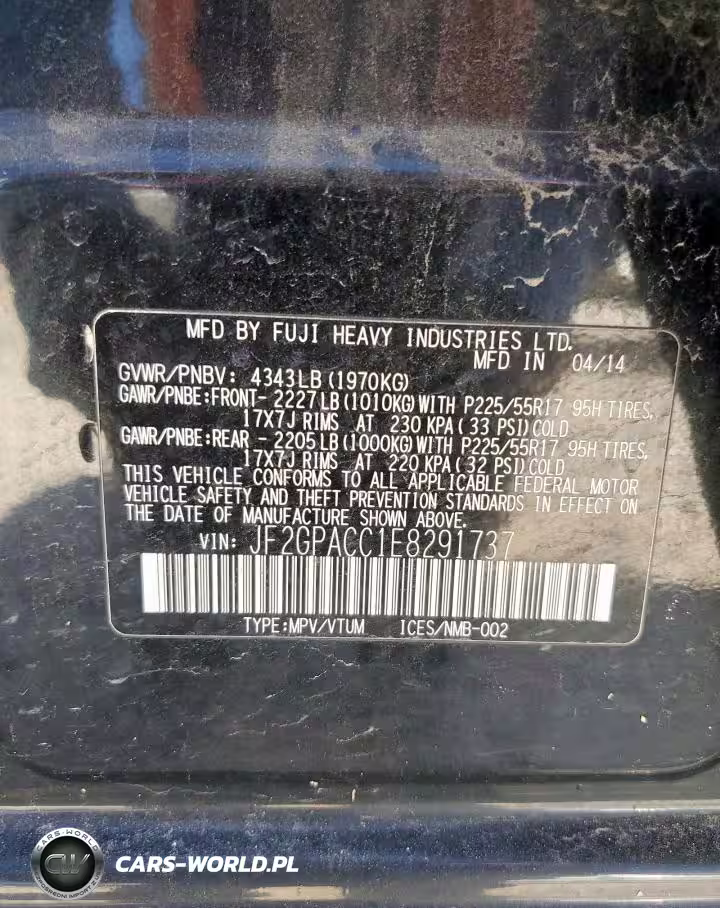 MFD BY FUJI HEAVY INDUSTRIES LTD.
MFD IN 04/14
GVWR/PNBV: 4343LB(1970KG)
GAWR/PNBE:FRONT- 2227LB(1010KG)WITH P225/55R17 95H TIRES,
17X7J RIMS AT 230 KPA(33 PSI)COLD
GAWR/PNBE:REAR - 2205LB(1000KG)WITH P225/55R17 95H TIRES,
17X7J RIMS AT 220 KPA(32 PSI)COLD
THIS VEHICLE CONFORMS TO ALL APPLICABLE FEDERAL MOTOR
VEHICLE SAFETY AND THEFT PREVENTION STANDARDS IN EFFECT ON
THE DATE OF MANUFACTURE SHOWN ABOVE.
VIN: JF2GPACC1E8291737
TYPE:MPV/VTUM ICES/NMB-002
CARS-WORLD
CW
CARS-WORLD.PL